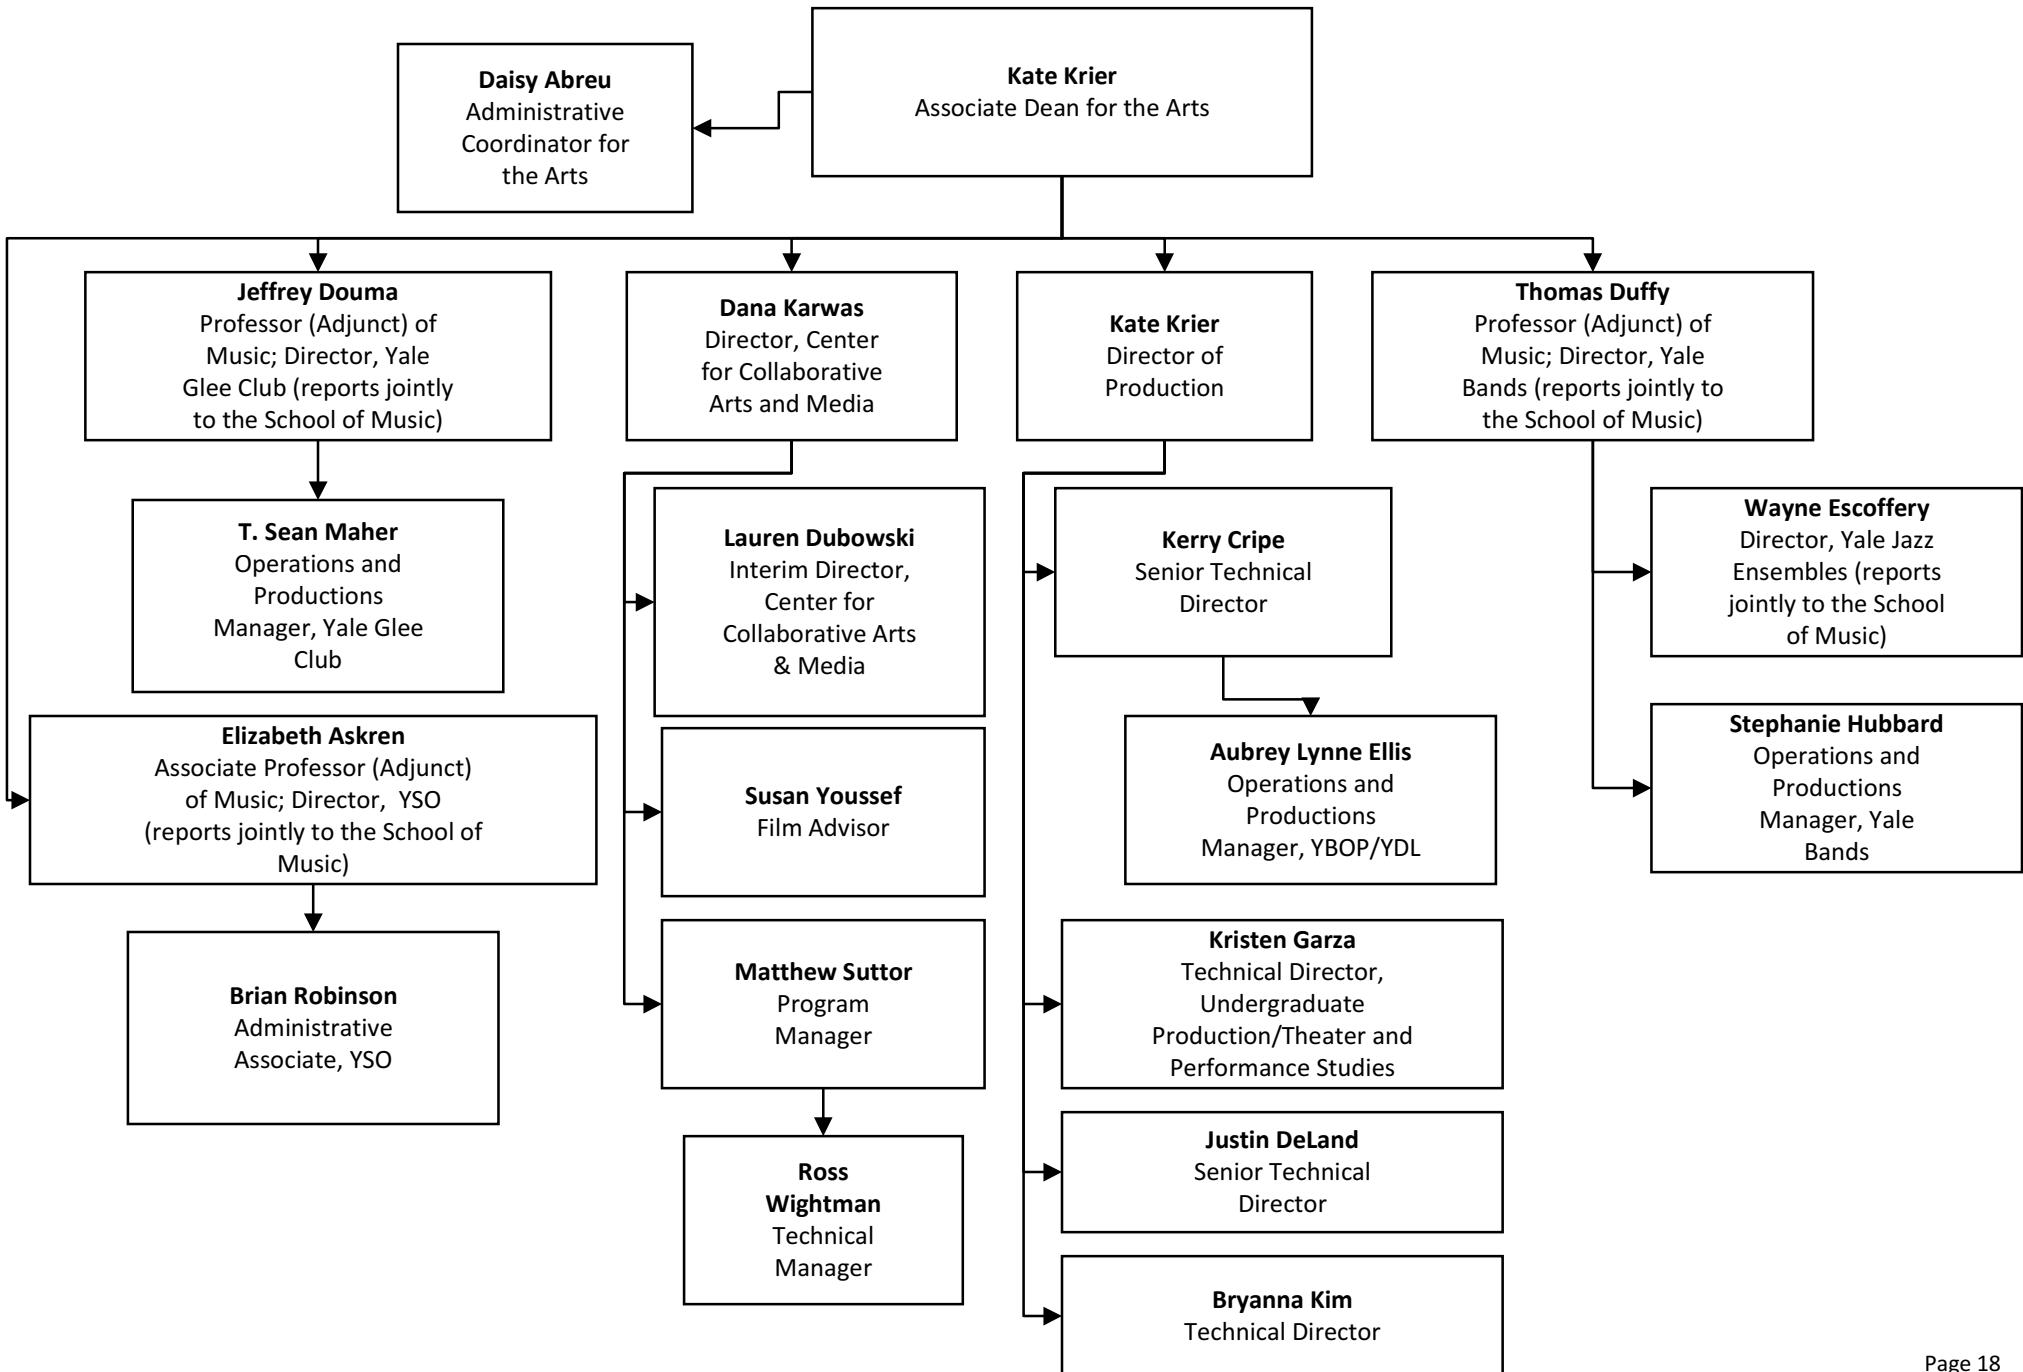 Kate Krier
Associate Dean for the Arts
Daisy Abreu
Administrative
Coordinator for
the Arts
Jeffrey Douma
Professor (Adjunct) of
Music; Director, Yale
Glee Club (reports jointly
to the School of Music)
Dana Karwas
Director, Center
for Collaborative
Arts and Media
Kate Krier
Director of
Production
Thomas Duffy
Professor (Adjunct) of
Music; Director, Yale
Bands (reports jointly to
the School of Music)
T. Sean Maher
Operations and
Productions
Manager, Yale Glee
Club
Lauren Dubowski
Interim Director,
Center for
Collaborative Arts
& Media
Kerry Cripe
Senior Technical
Director
Wayne Escoffery
Director, Yale Jazz
Ensembles (reports
jointly to the School
of Music)
Elizabeth Askren
Associate Professor (Adjunct)
of Music; Director,  YSO
(reports jointly to the School of
Music)
Susan Youssef
Film Advisor
Aubrey Lynne Ellis
Operations and
Productions
Manager, YBOP/YDL
Stephanie Hubbard
Operations and
Productions
Manager, Yale
Bands
Brian Robinson
Administrative
Associate, YSO
Matthew Suttor
Program
Manager
Kristen Garza
Technical Director,
Undergraduate
Production/Theater and
Performance Studies
Ross
Wightman
Technical
Manager
Justin DeLand
Senior Technical
Director
Bryanna Kim
Technical Director
Page 18